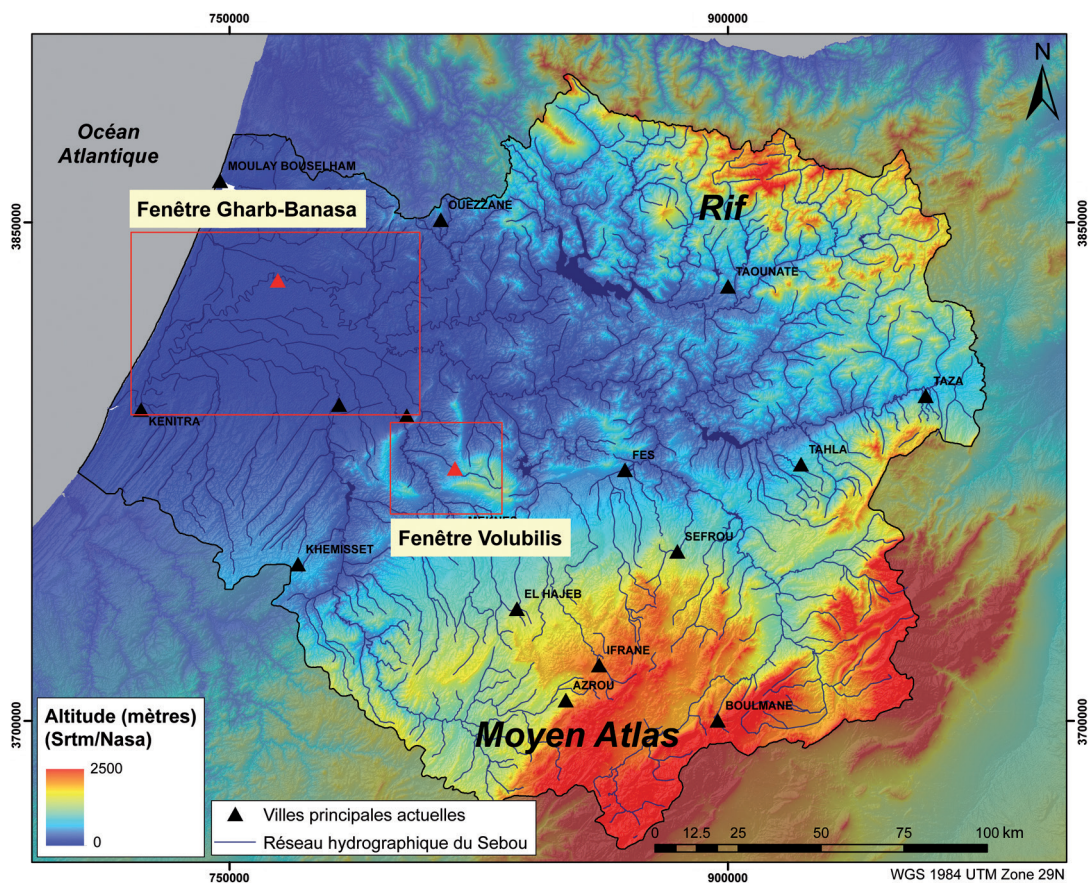 750000
900000
N
Océan
Atlantique
MOULAY BOUSELHAM
Fenêtre Gharb-Banasa
OUEZZANE
Rif
3850000
3850000
TAOUNATE
TAZA
KENITRA
TAHLA
FES
Fenêtre Volubilis
KHEMISSET
SEFROU
EL HAJEB
IFRANE
AZROU
BOULMANE
Moyen Atlas
3700000
3700000
Altitude (mètres)
(Srtm/Nasa)
2500
0
Villes principales actuelles
Réseau hydrographique du Sebou
0 12.5 25 50 75 100 km
750000
900000
WGS 1984 UTM Zone 29N